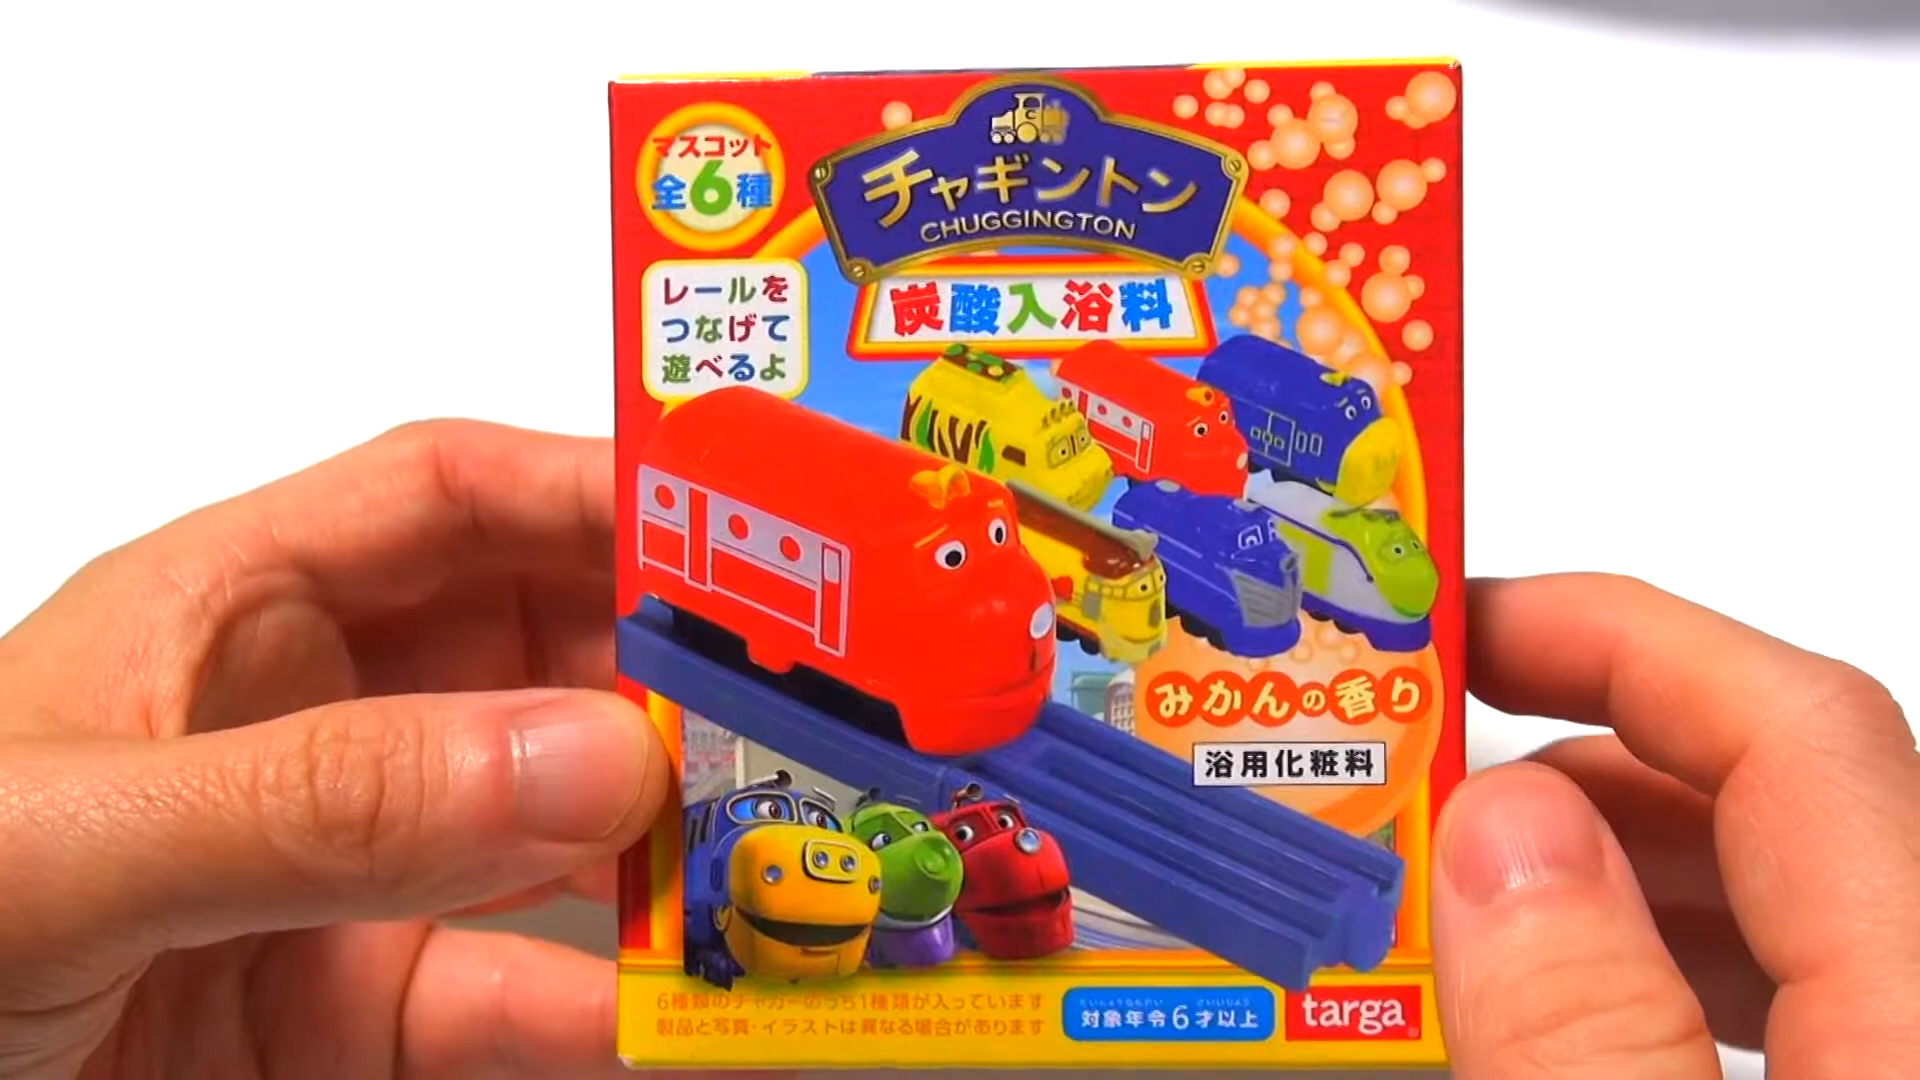 マスコット
全6種
チャギントン
CHUGGINGTON
レールを
つなげて
遊べるよ
炭酸入浴料
みかんの香り
浴用化粧料
6種類のチャガーのうち1種類が入っています
製品と写真・イラストは異なる場合があります
対象年令6才以上
targa